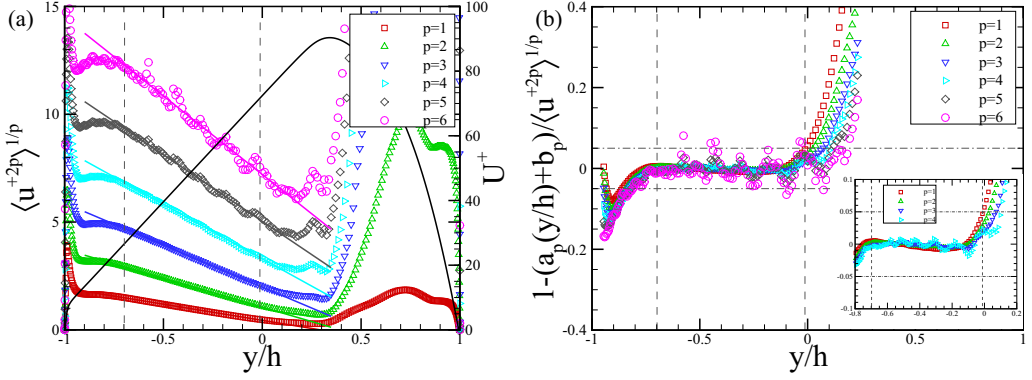 (a)
15
10
5
0
⟨u⁺²ᵖ⟩¹/ᵖ
-1
-0.5
0
0.5
1
y/h
100
80
60
40
20
0
U⁺
p=1
p=2
p=3
p=4
p=5
p=6
(b)
0.4
0.2
0
-0.2
-0.4
1-(aₚ(y/h)+bₚ)/⟨u⁺²ᵖ⟩¹/ᵖ
-1
-0.5
0
0.5
1
y/h
p=1
p=2
p=3
p=4
p=5
p=6
0.1
0.05
0
-0.05
-0.1
-0.8
-0.6
-0.4
-0.2
0
0.2
p=1
p=2
p=3
p=4